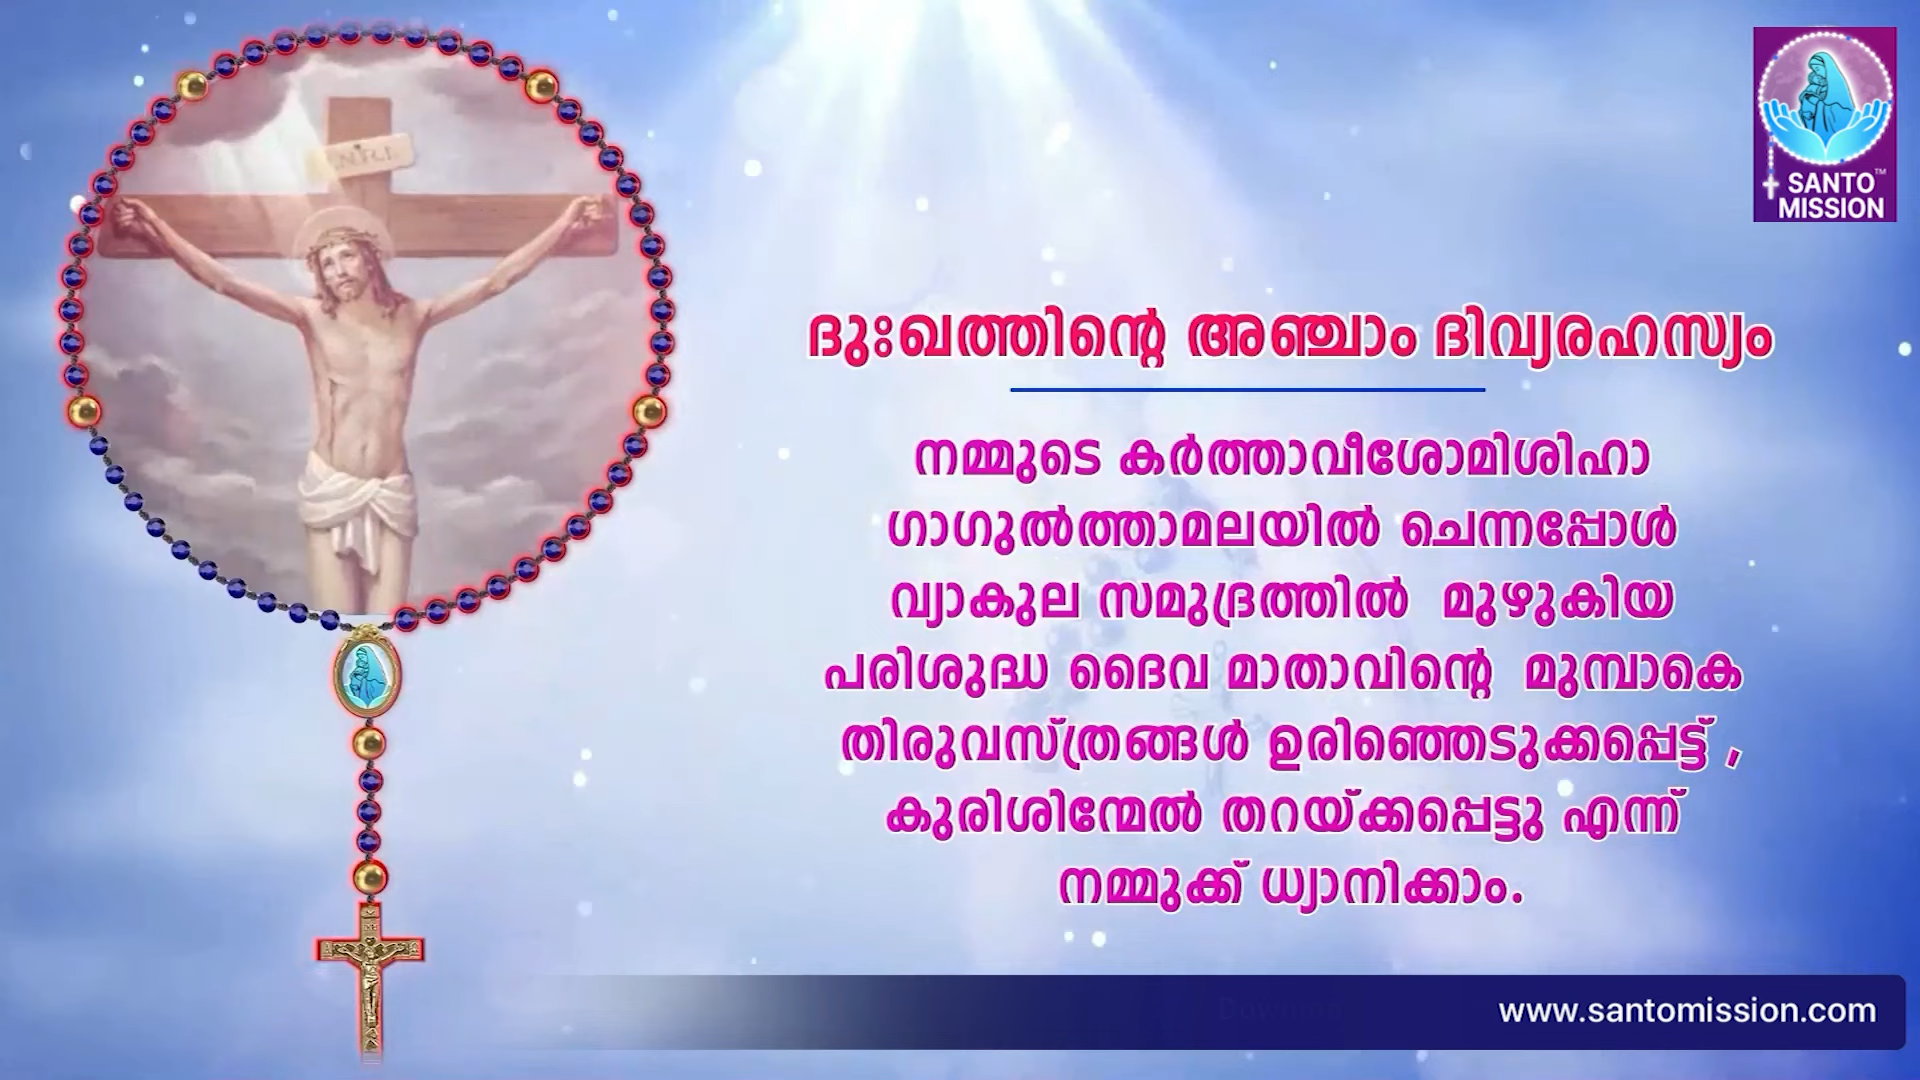 I.N.R.I.
SANTO™
MISSION
ദുഃഖത്തിന്റെ അഞ്ചാം ദിവ്യരഹസ്യം
നമ്മുടെ കർത്താവീശോമിശിഹാ
ഗാഗുൽത്താമലയിൽ ചെന്നപ്പോൾ
വ്യാകുല സമുദ്രത്തിൽ മുഴുകിയ
പരിശുദ്ധ ദൈവ മാതാവിന്റെ മുമ്പാകെ
തിരുവസ്ത്രങ്ങൾ ഉരിഞ്ഞെടുക്കപ്പെട്ട് ,
കുരിശിന്മേൽ തറയ്ക്കപ്പെട്ടു എന്ന്
നമ്മുക്ക് ധ്യാനിക്കാം.
www.santomission.com